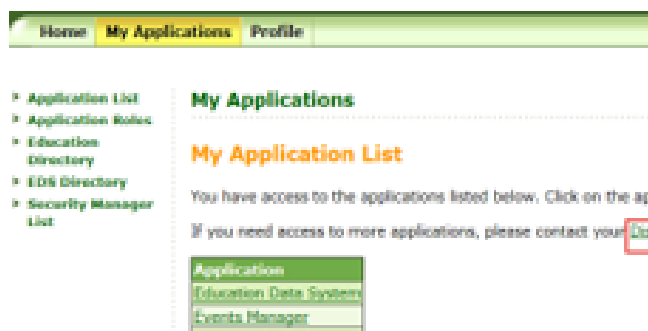 Home My Applications Profile
Application List
Application Roles
Education
Directory
EDS Directory
Security Manager
List
My Applications
My Application List
You have access to the applications listed below. Click on the
If you need access to more applications, please contact your
Application
Education Data System
Events Manager